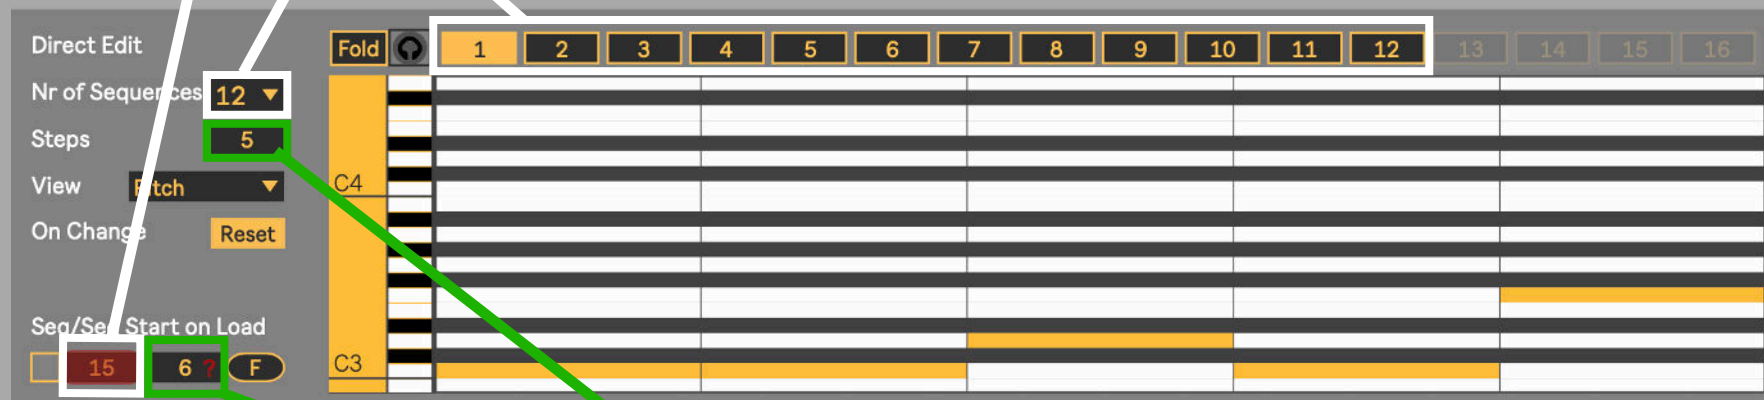 Direct Edit
Fold 1 2 3 4 5 6 7 8 9 10 11 12 13 14 15 16
Nr of Sequences 12
Steps 5
View Pitch
C4
On Change Reset
Seq/Seq Start on Load
15 6 ? F
C3